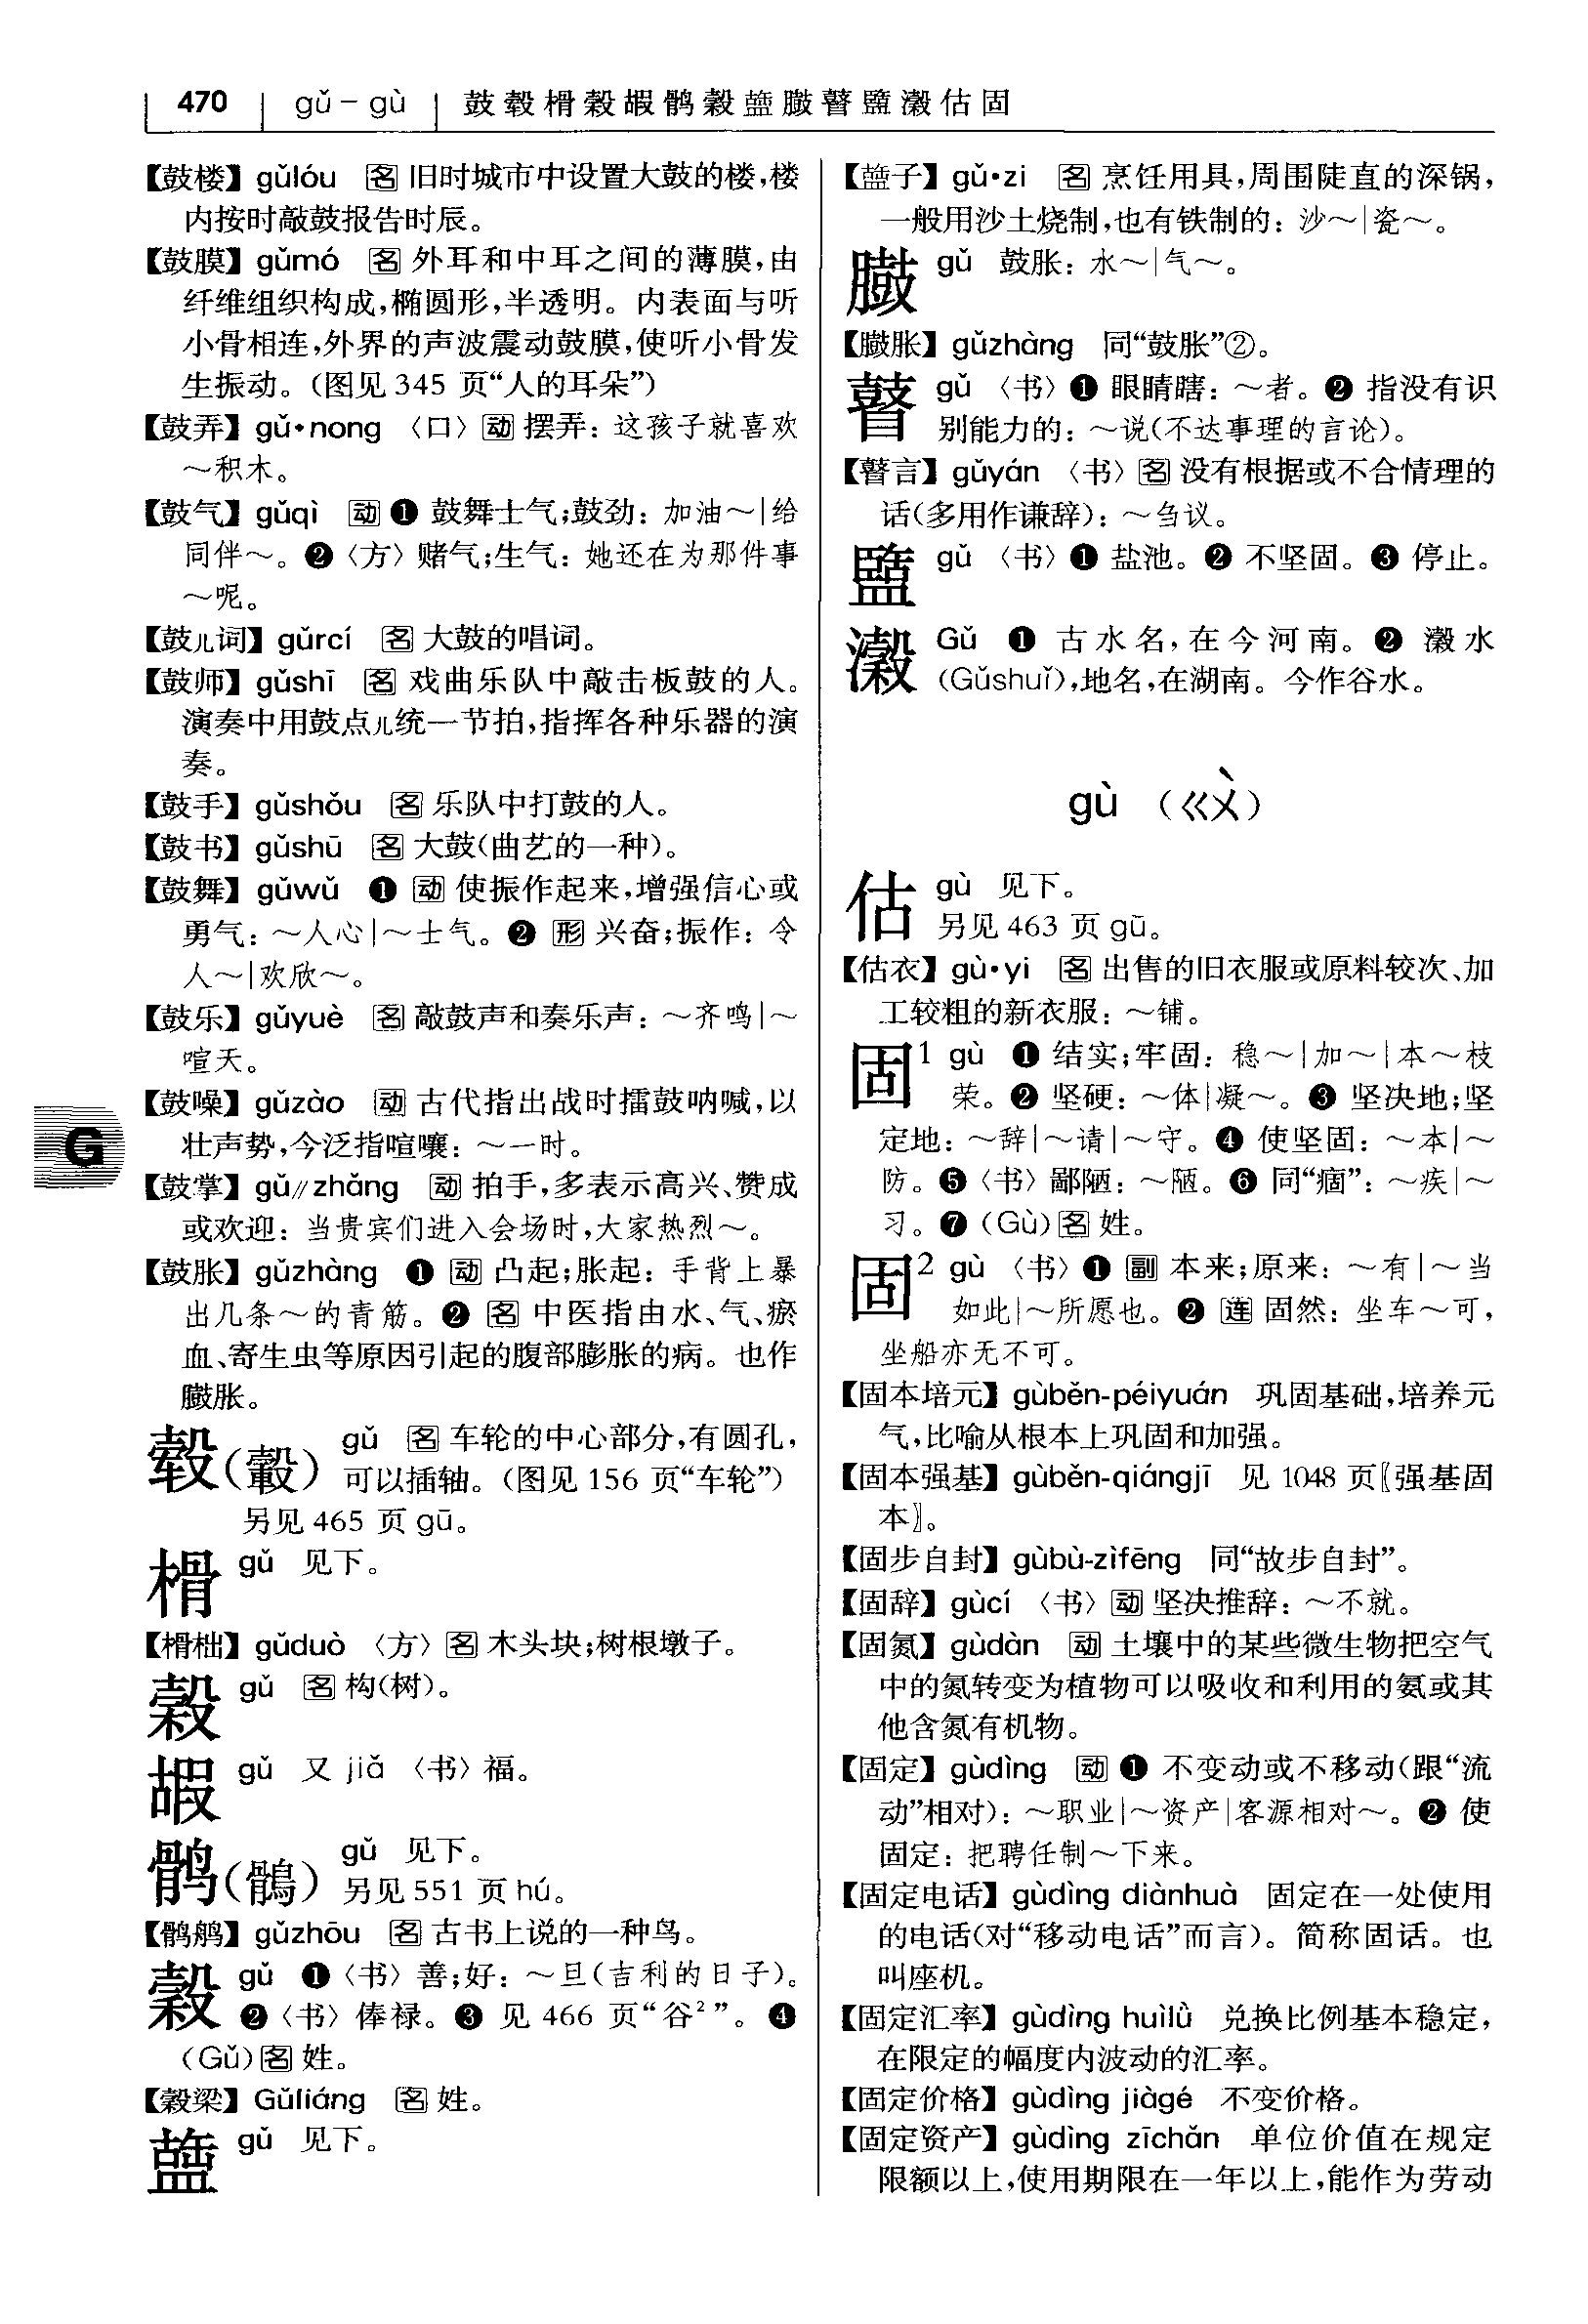 470 gǔ－gù 鼓毂榾榖嘏鹘穀䀇臌瞽盬瀔估固
【鼓楼】gǔlóu 名 旧时城市中设置大鼓的楼,楼
内按时敲鼓报告时辰。
【鼓膜】gǔmó 名 外耳和中耳之间的薄膜,由
纤维组织构成,椭圆形,半透明。内表面与听
小骨相连,外界的声波震动鼓膜,使听小骨发
生振动。(图见345 页“人的耳朵”)
【鼓弄】gǔ•nong 〈口〉动 摆弄：这孩子就喜欢
～积木。
【鼓气】gǔqì 动 ❶ 鼓舞士气;鼓劲：加油～|给
同伴～。❷〈方〉赌气;生气：她还在为那件事
～呢。
【鼓儿词】gǔrcí 名 大鼓的唱词。
【鼓师】gǔshī 名 戏曲乐队中敲击板鼓的人。
演奏中用鼓点儿统一节拍,指挥各种乐器的演
奏。
【鼓手】gǔshǒu 名 乐队中打鼓的人。
【鼓书】gǔshū 名 大鼓(曲艺的一种)。
【鼓舞】gǔwǔ ❶ 动 使振作起来,增强信心或
勇气：～人心|～士气。❷ 形 兴奋;振作：令
人～|欢欣～。
【鼓乐】gǔyuè 名 敲鼓声和奏乐声：～齐鸣|～
喧天。
【鼓噪】gǔzào 动 古代指出战时擂鼓呐喊,以
壮声势,今泛指喧嚷：～一时。
G
【鼓掌】gǔ∥zhǎng 动 拍手,多表示高兴、赞成
或欢迎：当贵宾们进入会场时,大家热烈～。
【鼓胀】gǔzhàng ❶ 动 凸起;胀起：手背上暴
出几条～的青筋。❷ 名 中医指由水、气、瘀
血、寄生虫等原因引起的腹部膨胀的病。也作
臌胀。
毂(轂) gǔ 名 车轮的中心部分,有圆孔,
可以插轴。(图见156 页“车轮”)
另见465 页 gū。
榾 gǔ 见下。
【榾柮】gǔduò 〈方〉名 木头块;树根墩子。
榖 gǔ 名 构(树)。
嘏 gǔ 又 jiǎ 〈书〉福。
鹘(鶻) gǔ 见下。
另见551 页 hú。
【鹘鸼】gǔzhōu 名 古书上说的一种鸟。
穀 gǔ ❶〈书〉善;好：～旦(吉利的日子)。
❷〈书〉俸禄。❸ 见 466 页“谷²”。❹
(Gǔ)名 姓。
【穀梁】Gǔliáng 名 姓。
䀇 gǔ 见下。
【䀇子】gǔ•zi 名 烹饪用具,周围陡直的深锅,
一般用沙土烧制,也有铁制的：沙～|瓷～。
臌 gǔ 鼓胀：水～|气～。
【臌胀】gǔzhàng 同“鼓胀”②。
瞽 gǔ 〈书〉❶ 眼睛瞎：～者。❷ 指没有识
别能力的：～说(不达事理的言论)。
【瞽言】gǔyán 〈书〉名 没有根据或不合情理的
话(多用作谦辞)：～刍议。
盬 gǔ 〈书〉❶ 盐池。❷ 不坚固。❸ 停止。
瀔 Gǔ ❶ 古水名,在今河南。❷ 瀔水
(Gǔshuǐ),地名,在湖南。今作谷水。
gù (ㄍㄨˋ)
估 gù 见下。
另见463 页 gū。
【估衣】gù•yi 名 出售的旧衣服或原料较次、加
工较粗的新衣服：～铺。
固¹ gù ❶ 结实;牢固：稳～|加～|本～枝
荣。❷ 坚硬：～体|凝～。❸ 坚决地;坚
定地：～辞|～请|～守。❹ 使坚固：～本|～
防。❺〈书〉鄙陋：～陋。❻ 同“痼”：～疾|～
习。❼ (Gù)名 姓。
固² gù 〈书〉❶ 副 本来;原来：～有|～当
如此|～所愿也。❷ 连 固然：坐车～可,
坐船亦无不可。
【固本培元】gùběn-péiyuán 巩固基础,培养元
气,比喻从根本上巩固和加强。
【固本强基】gùběn-qiángjī 见 1048 页〖强基固
本〗。
【固步自封】gùbù-zìfēng 同“故步自封”。
【固辞】gùcí 〈书〉动 坚决推辞：～不就。
【固氮】gùdàn 动 土壤中的某些微生物把空气
中的氮转变为植物可以吸收和利用的氨或其
他含氮有机物。
【固定】gùdìng 动 ❶ 不变动或不移动(跟“流
动”相对)：～职业|～资产|客源相对～。❷ 使
固定：把聘任制～下来。
【固定电话】gùdìng diànhuà 固定在一处使用
的电话(对“移动电话”而言)。简称固话。也
叫座机。
【固定汇率】gùdìng huìlǜ 兑换比例基本稳定,
在限定的幅度内波动的汇率。
【固定价格】gùdìng jiàgé 不变价格。
【固定资产】gùdìng zīchǎn 单位价值在规定
限额以上,使用期限在一年以上,能作为劳动